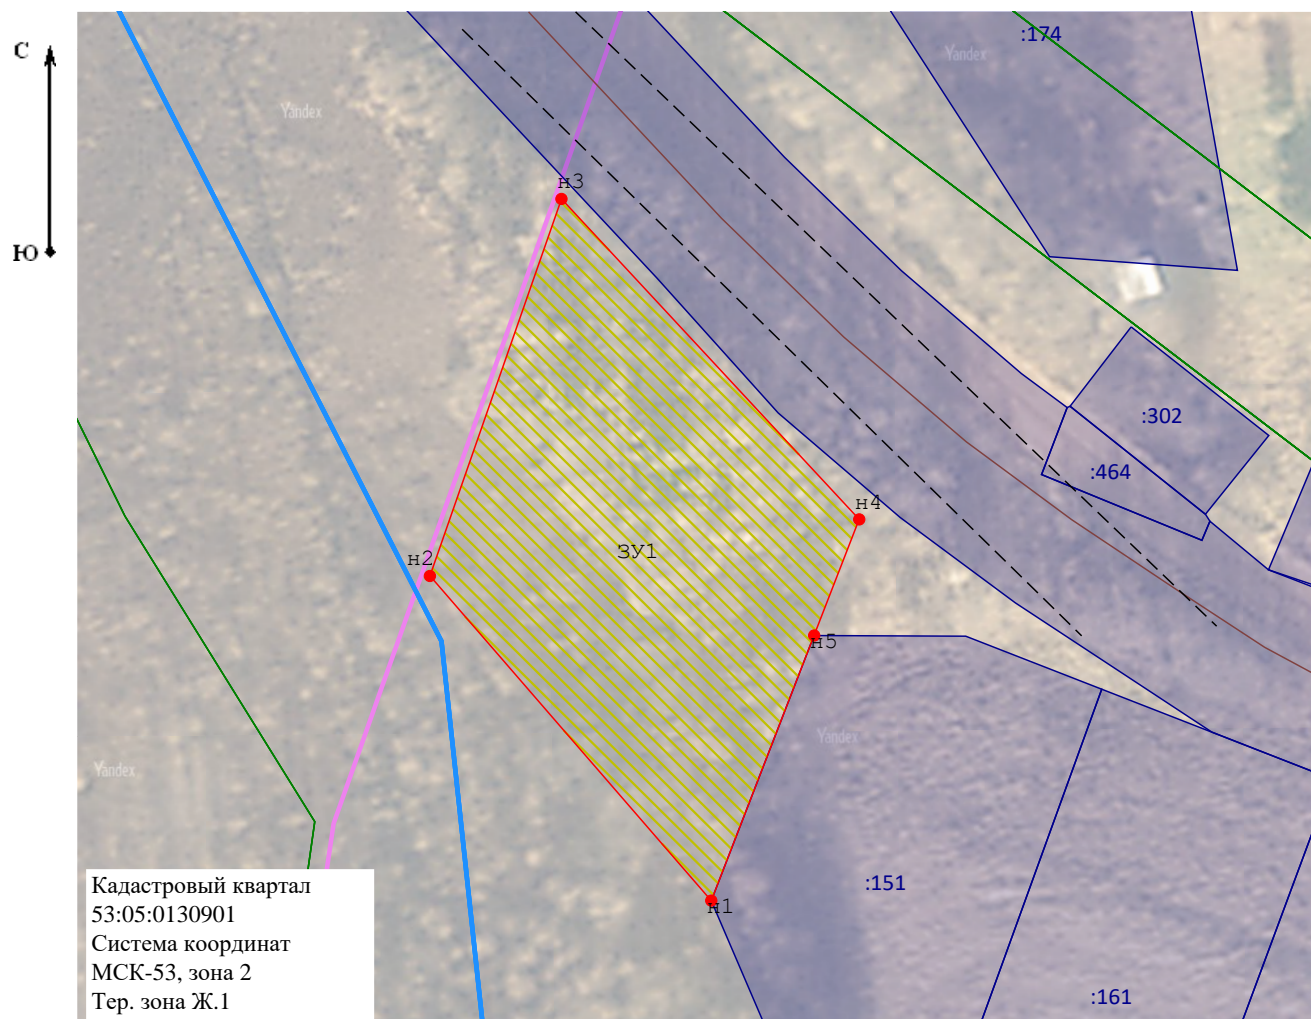 С
:174
Yandex
Yandex
н3
Ю
:302
:464
н4
ЗУ1
н2
н5
Yandex
Yandex
:151
н1
:161
Кадастровый квартал
53:05:0130901
Система координат
МСК-53, зона 2
Тер. зона Ж.1